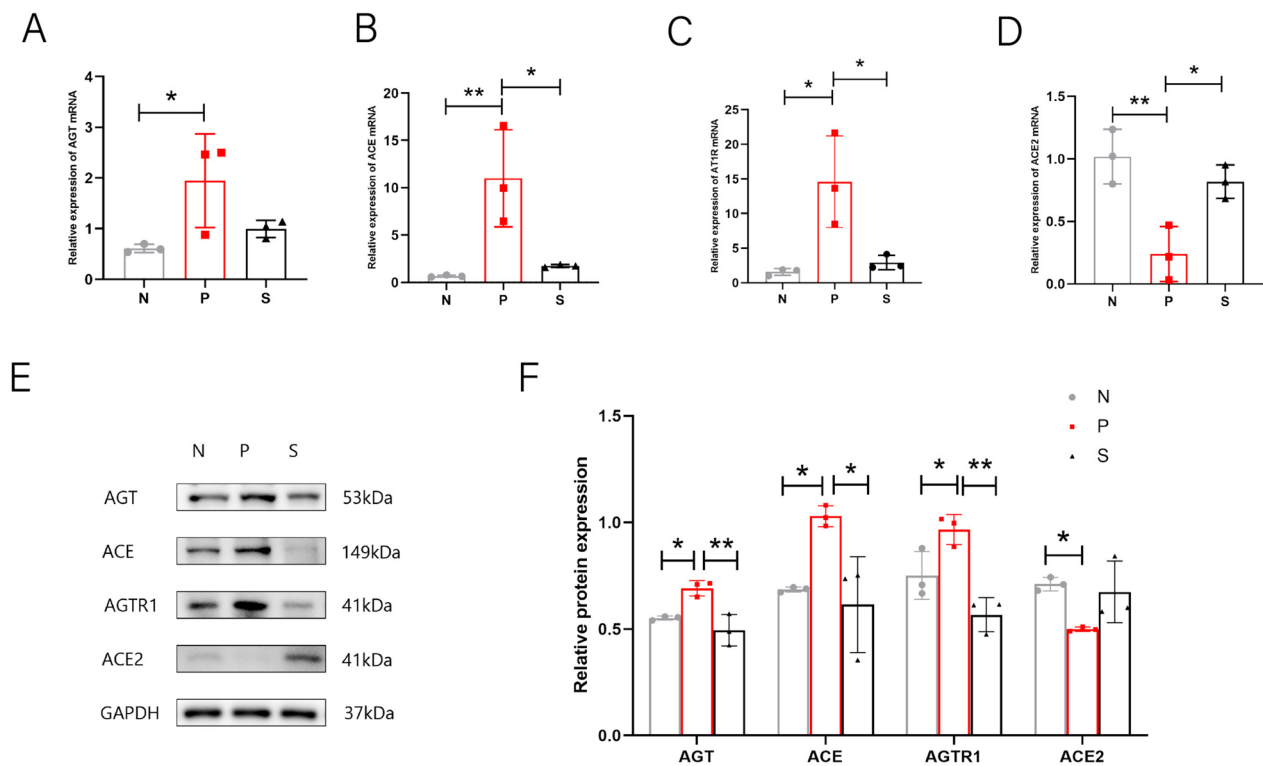 A
B
C
D
Relative expression of AGT mRNA
4
3
2
1
0
*
N P S
Relative expression of ACE mRNA
20
15
10
5
0
** *
N P S
Relative expression of AT1R mRNA
25
20
15
10
5
0
* *
N P S
Relative expression of ACE2 mRNA
1.5
1.0
0.5
0.0
** *
N P S
E
N P S
AGT 53kDa
ACE 149kDa
AGTR1 41kDa
ACE2 41kDa
GAPDH 37kDa
F
N
P
S
Relative protein expression
1.5
1.0
0.5
0.0
* ** * * * ** *
AGT ACE AGTR1 ACE2